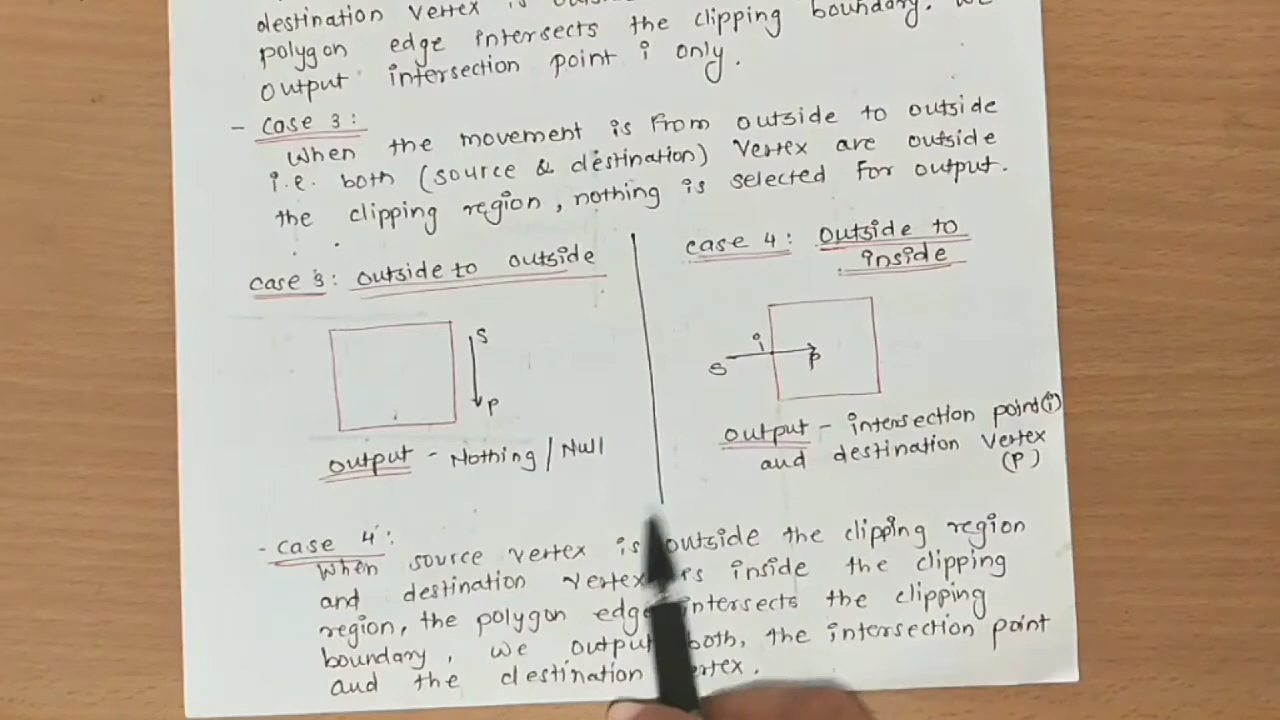 destination vertex is
polygon edge intersects the clipping boundary. we
output intersection point i only.
- case 3:
When the movement is From outside to outside
i.e. both (source & destination) vertex are outside
the clipping region, nothing is selected for output.
case 3: outside to outside
S
P
output - Nothing / Null
case 4: outside to
inside
i
S
P
output - intersection point(i)
and destination vertex
(P)
- case 4:
When source vertex is outside the clipping region
and destination vertex is inside the clipping
region, the polygon edge intersects the clipping
boundary, we output both, the intersection point
and the destination vertex.